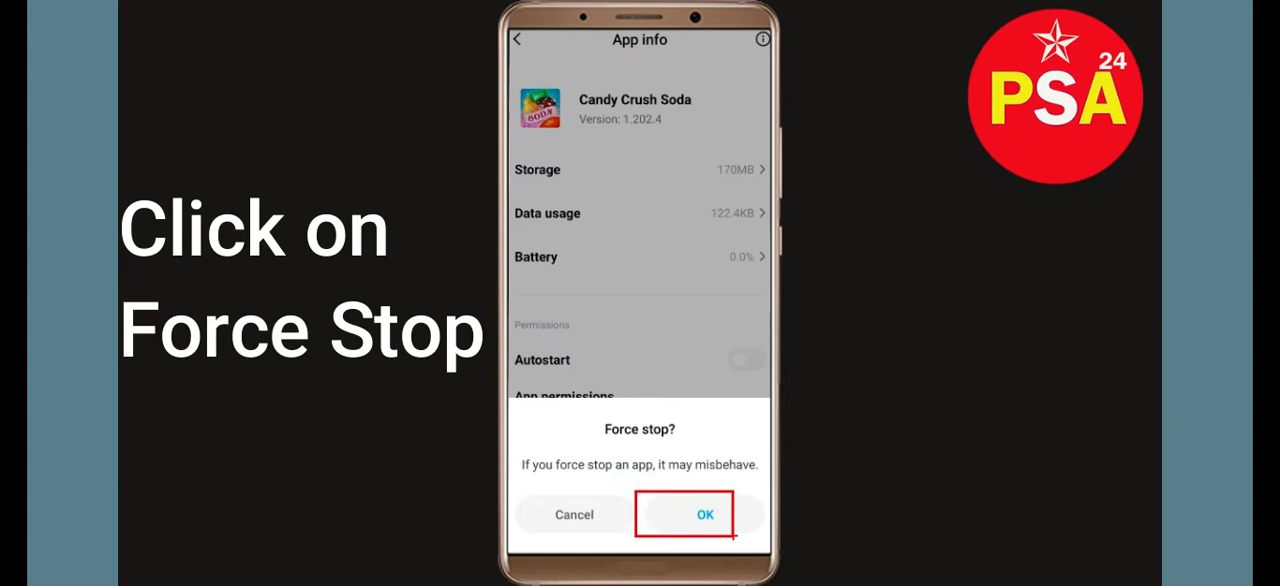 Click on
Force Stop
App info
SODA
Candy Crush Soda
Version: 1.202.4
Storage 170MB
Data usage 122.4KB
Battery 0.0%
Permissions
Autostart
App permissions
Force stop?
If you force stop an app, it may misbehave.
Cancel OK
24
PSA